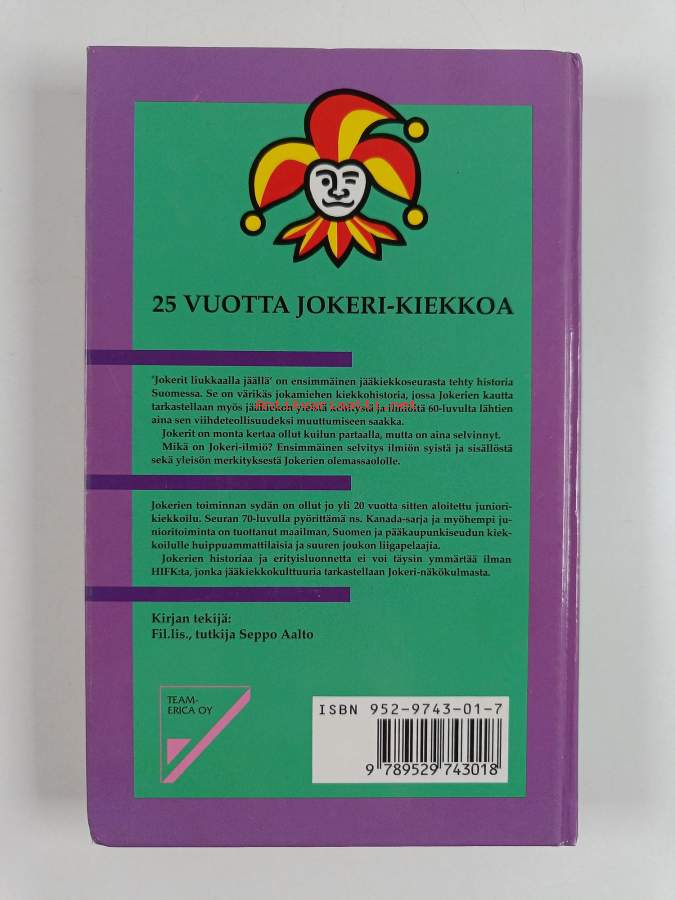 25 VUOTTA JOKERI-KIEKKOA
'Jokerit liukkaalla jäällä' on ensimmäinen jääkiekkoseurasta tehty historia
Suomessa. Se on värikäs jokamiehen kiekkohistoria, jossa Jokerien kautta
tarkastellaan myös jääkiekon yleistä kehitystä ja ilmiöitä 60-luvulta lähtien
aina sen viihdeteollisuudeksi muuttumiseen saakka.
Jokerit on monta kertaa ollut kuilun partaalla, mutta on aina selvinnyt.
Mikä on Jokeri-ilmiö? Ensimmäinen selvitys ilmiön syistä ja sisällöstä
sekä yleisön merkityksestä Jokerien olemassaololle.
Jokerien toiminnan sydän on ollut jo yli 20 vuotta sitten aloitettu juniori-
kiekkoilu. Seuran 70-luvulla pyörittämä ns. Kanada-sarja ja myöhempi ju-
nioritoiminta on tuottanut maailman, Suomen ja pääkaupunkiseudun kiek-
koilulle huippuammattilaisia ja suuren joukon liigapelaajia.
Jokerien historiaa ja erityisluonnetta ei voi täysin ymmärtää ilman
HIFK:ta, jonka jääkiekkokulttuuria tarkastellaan Jokeri-näkökulmasta.
Kirjan tekijä:
Fil.lis., tutkija Seppo Aalto
TEAM-
ERICA OY
ISBN 952-9743-01-7
9 789529 743018